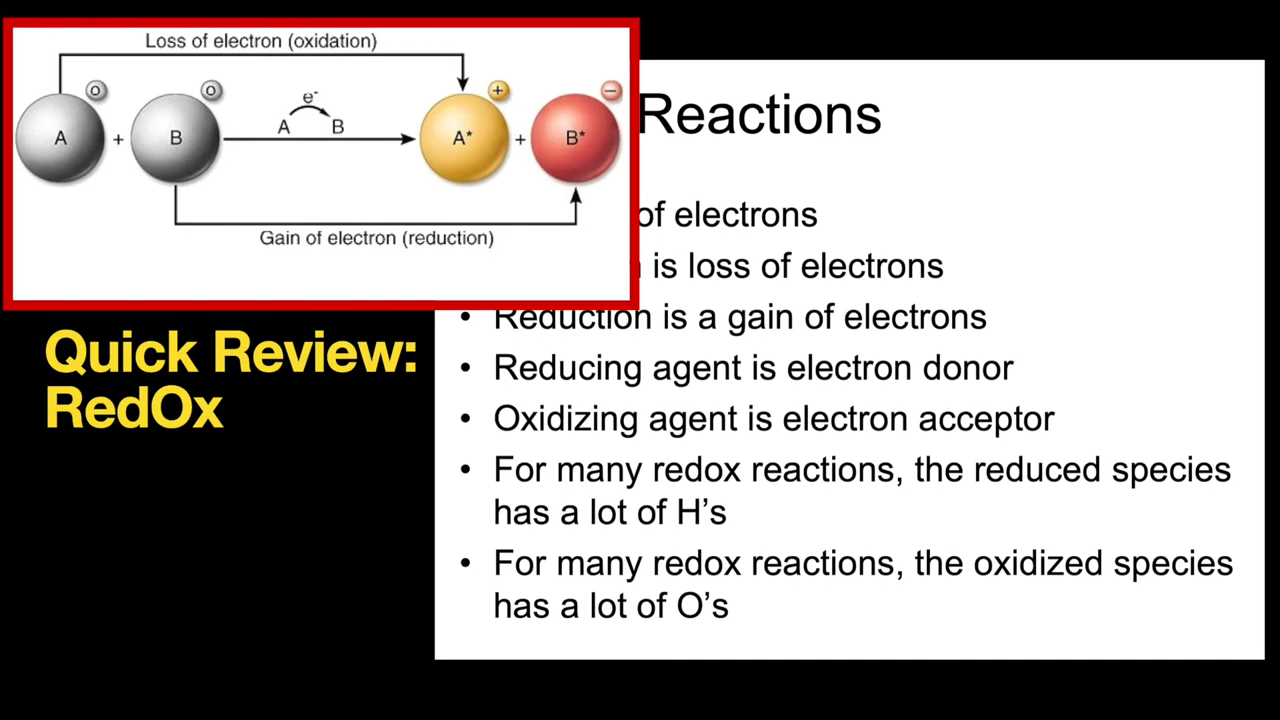 Loss of electron (oxidation)
o
o
+
−
A
+
B
e-
A
B
A*
+
B*
Gain of electron (reduction)
Quick Review:
RedOx
Reactions
of electrons
is loss of electrons
• Reduction is a gain of electrons
• Reducing agent is electron donor
• Oxidizing agent is electron acceptor
• For many redox reactions, the reduced species
has a lot of H’s
• For many redox reactions, the oxidized species
has a lot of O’s